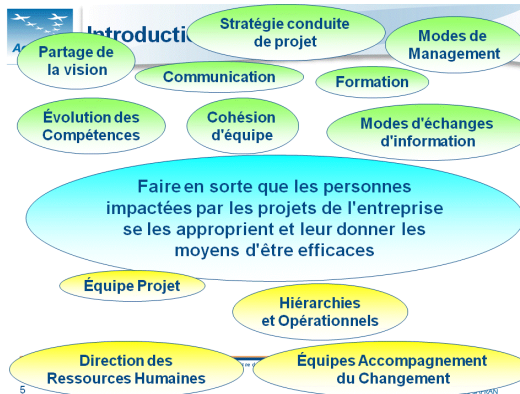 Introducti
Stratégie conduite
de projet
Modes de
Management
Partage de
la vision
Communication
Formation
Évolution des
Compétences
Cohésion
d'équipe
Modes d'échanges
d'information
Faire en sorte que les personnes
impactées par les projets de l'entreprise
se les approprient et leur donner les
moyens d'être efficaces
Équipe Projet
Hiérarchies
et Opérationnels
Direction des
Ressources Humaines
Équipes Accompagnement
du Changement
5